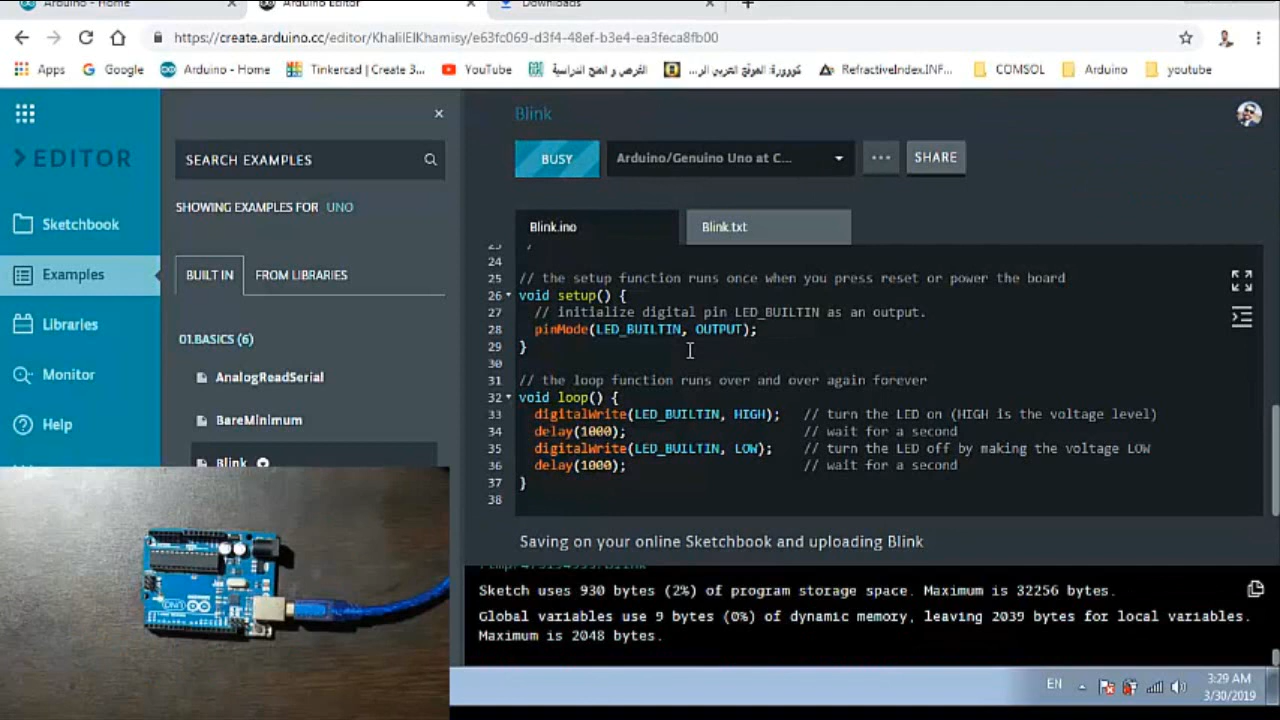 Arduino - Home
Arduino Editor
Downloads
https://create.arduino.cc/editor/KhalilElKhamisy/e63fc069-d3f4-48ef-b3e4-ea3feca8fb00
Apps
Google
Arduino - Home
Tinkercad | Create 3...
YouTube
RefractiveIndex.INF...
COMSOL
Arduino
youtube
EDITOR
Sketchbook
Examples
Libraries
Monitor
Help
SEARCH EXAMPLES
SHOWING EXAMPLES FOR UNO
BUILT IN
FROM LIBRARIES
01.BASICS (6)
AnalogReadSerial
BareMinimum
Blink
Blink
BUSY
Arduino/Genuino Uno at C...
SHARE
Blink.ino
Blink.txt
24
25 // the setup function runs once when you press reset or power the board
26 void setup() {
27 // initialize digital pin LED_BUILTIN as an output.
28 pinMode(LED_BUILTIN, OUTPUT);
29 }
30
31 // the loop function runs over and over again forever
32 void loop() {
33 digitalWrite(LED_BUILTIN, HIGH); // turn the LED on (HIGH is the voltage level)
34 delay(1000); // wait for a second
35 digitalWrite(LED_BUILTIN, LOW); // turn the LED off by making the voltage LOW
36 delay(1000); // wait for a second
37 }
38
Saving on your online Sketchbook and uploading Blink
Sketch uses 930 bytes (2%) of program storage space. Maximum is 32256 bytes.
Global variables use 9 bytes (0%) of dynamic memory, leaving 2039 bytes for local variables.
Maximum is 2048 bytes.
UNO
EN
3:29 AM
3/30/2019